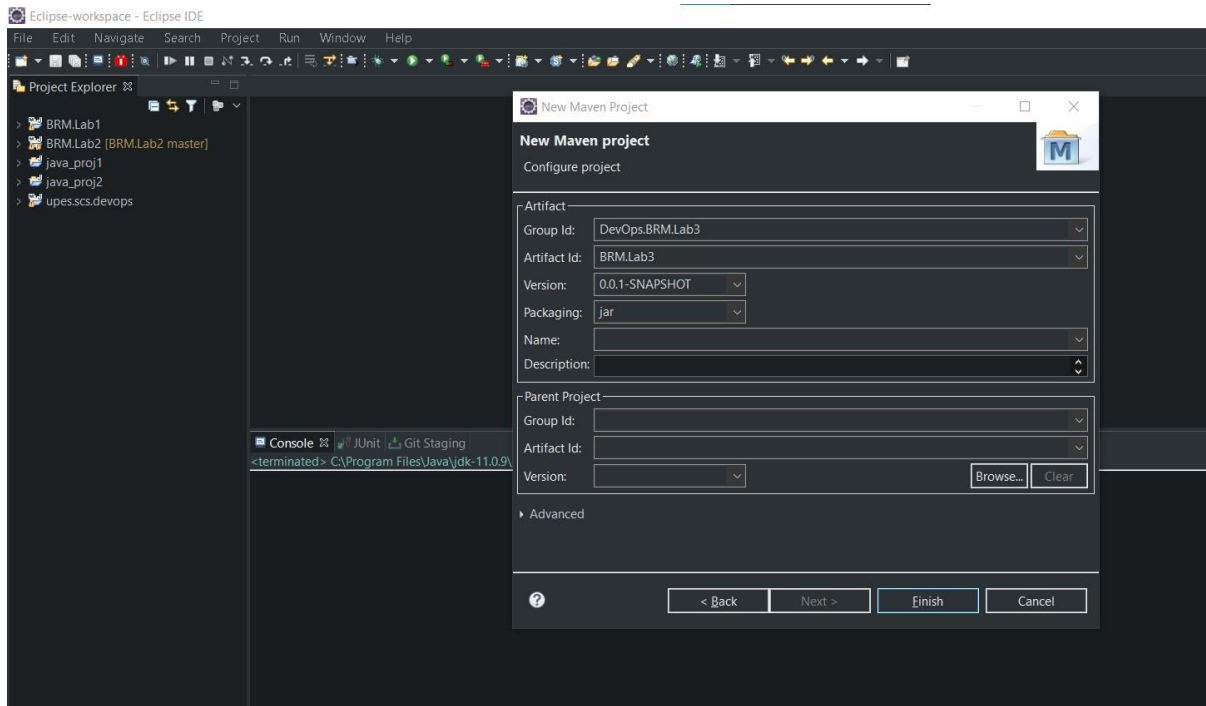 Eclipse-workspace - Eclipse IDE
File Edit Navigate Search Project Run Window Help
Project Explorer
BRM.Lab1
BRM.Lab2 [BRM.Lab2 master]
java_proj1
java_proj2
upes.scs.devops
Console JUnit Git Staging
<terminated> C:\Program Files\Java\jdk-11.0.9\
New Maven Project
New Maven project
Configure project
M
Artifact
Group Id: DevOps.BRM.Lab3
Artifact Id: BRM.Lab3
Version: 0.0.1-SNAPSHOT
Packaging: jar
Name:
Description:
Parent Project
Group Id:
Artifact Id:
Version: Browse... Clear
Advanced
< Back Next > Finish Cancel